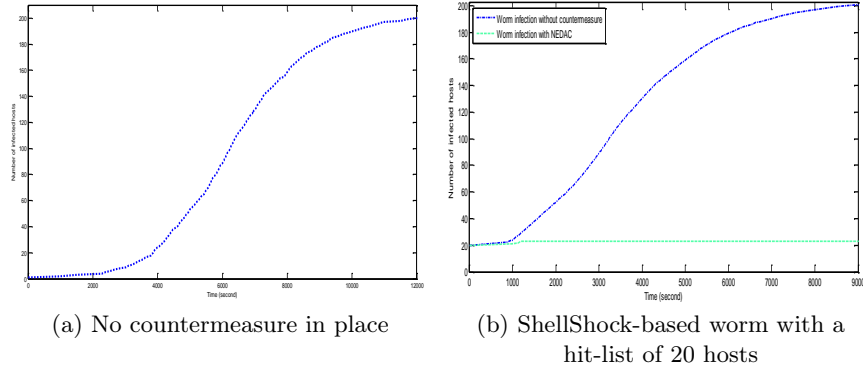 200
180
160
140
120
100
80
60
40
20
0
Number of infected hosts
0 2000 4000 6000 8000 10000 12000
Time (second)
(a) No countermeasure in place
Worm infection without countermeasure
Worm infection with NEDAC
200
180
160
140
120
100
80
60
40
20
0
Number of infected hosts
0 1000 2000 3000 4000 5000 6000 7000 8000 9000
Time (second)
(b) ShellShock-based worm with a
hit-list of 20 hosts